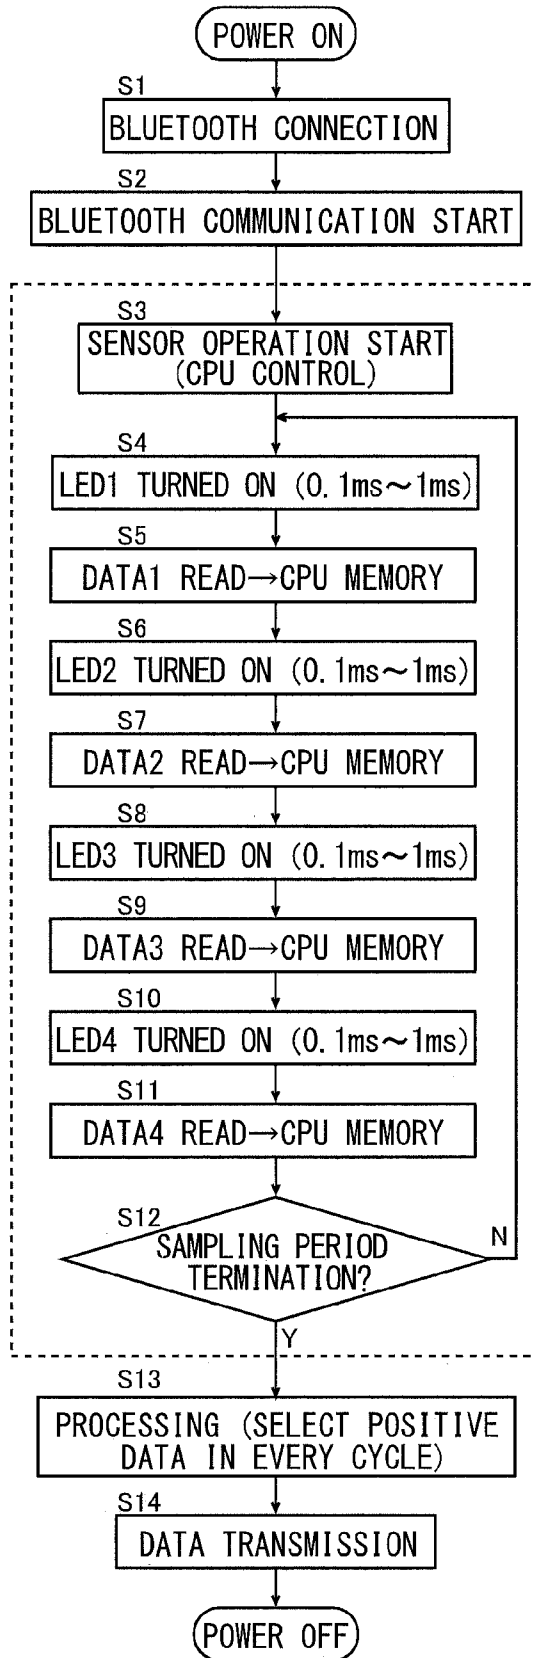 POWER ON
S1
BLUETOOTH CONNECTION
S2
BLUETOOTH COMMUNICATION START
S3
SENSOR OPERATION START
(CPU CONTROL)
S4
LED1 TURNED ON (0.1ms～1ms)
S5
DATA1 READ→CPU MEMORY
S6
LED2 TURNED ON (0.1ms～1ms)
S7
DATA2 READ→CPU MEMORY
S8
LED3 TURNED ON (0.1ms～1ms)
S9
DATA3 READ→CPU MEMORY
S10
LED4 TURNED ON (0.1ms～1ms)
S11
DATA4 READ→CPU MEMORY
S12
SAMPLING PERIOD
TERMINATION?
N
Y
S13
PROCESSING (SELECT POSITIVE
DATA IN EVERY CYCLE)
S14
DATA TRANSMISSION
POWER OFF